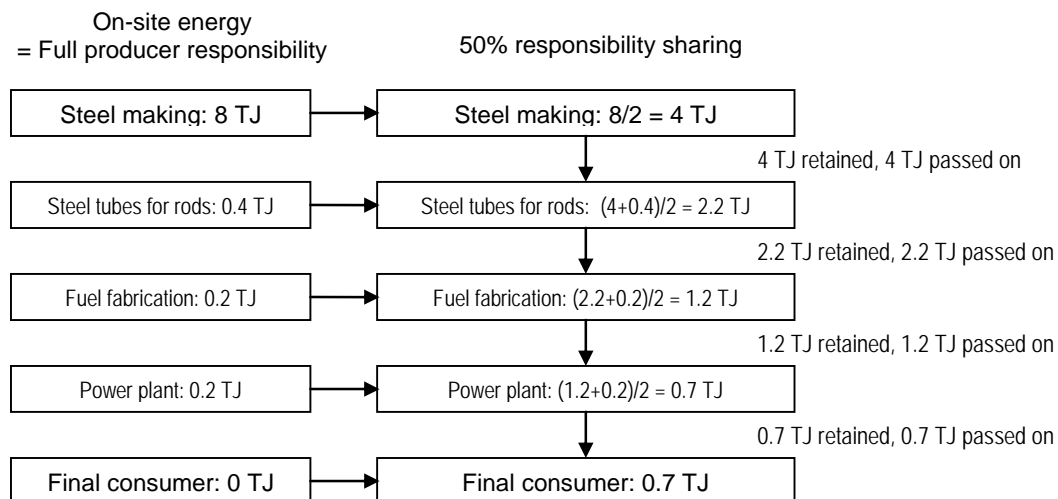 On-site energy
= Full producer responsibility
50% responsibility sharing
Steel making: 8 TJ
Steel making: 8/2 = 4 TJ
4 TJ retained, 4 TJ passed on
Steel tubes for rods: 0.4 TJ
Steel tubes for rods: (4+0.4)/2 = 2.2 TJ
2.2 TJ retained, 2.2 TJ passed on
Fuel fabrication: 0.2 TJ
Fuel fabrication: (2.2+0.2)/2 = 1.2 TJ
1.2 TJ retained, 1.2 TJ passed on
Power plant: 0.2 TJ
Power plant: (1.2+0.2)/2 = 0.7 TJ
0.7 TJ retained, 0.7 TJ passed on
Final consumer: 0 TJ
Final consumer: 0.7 TJ